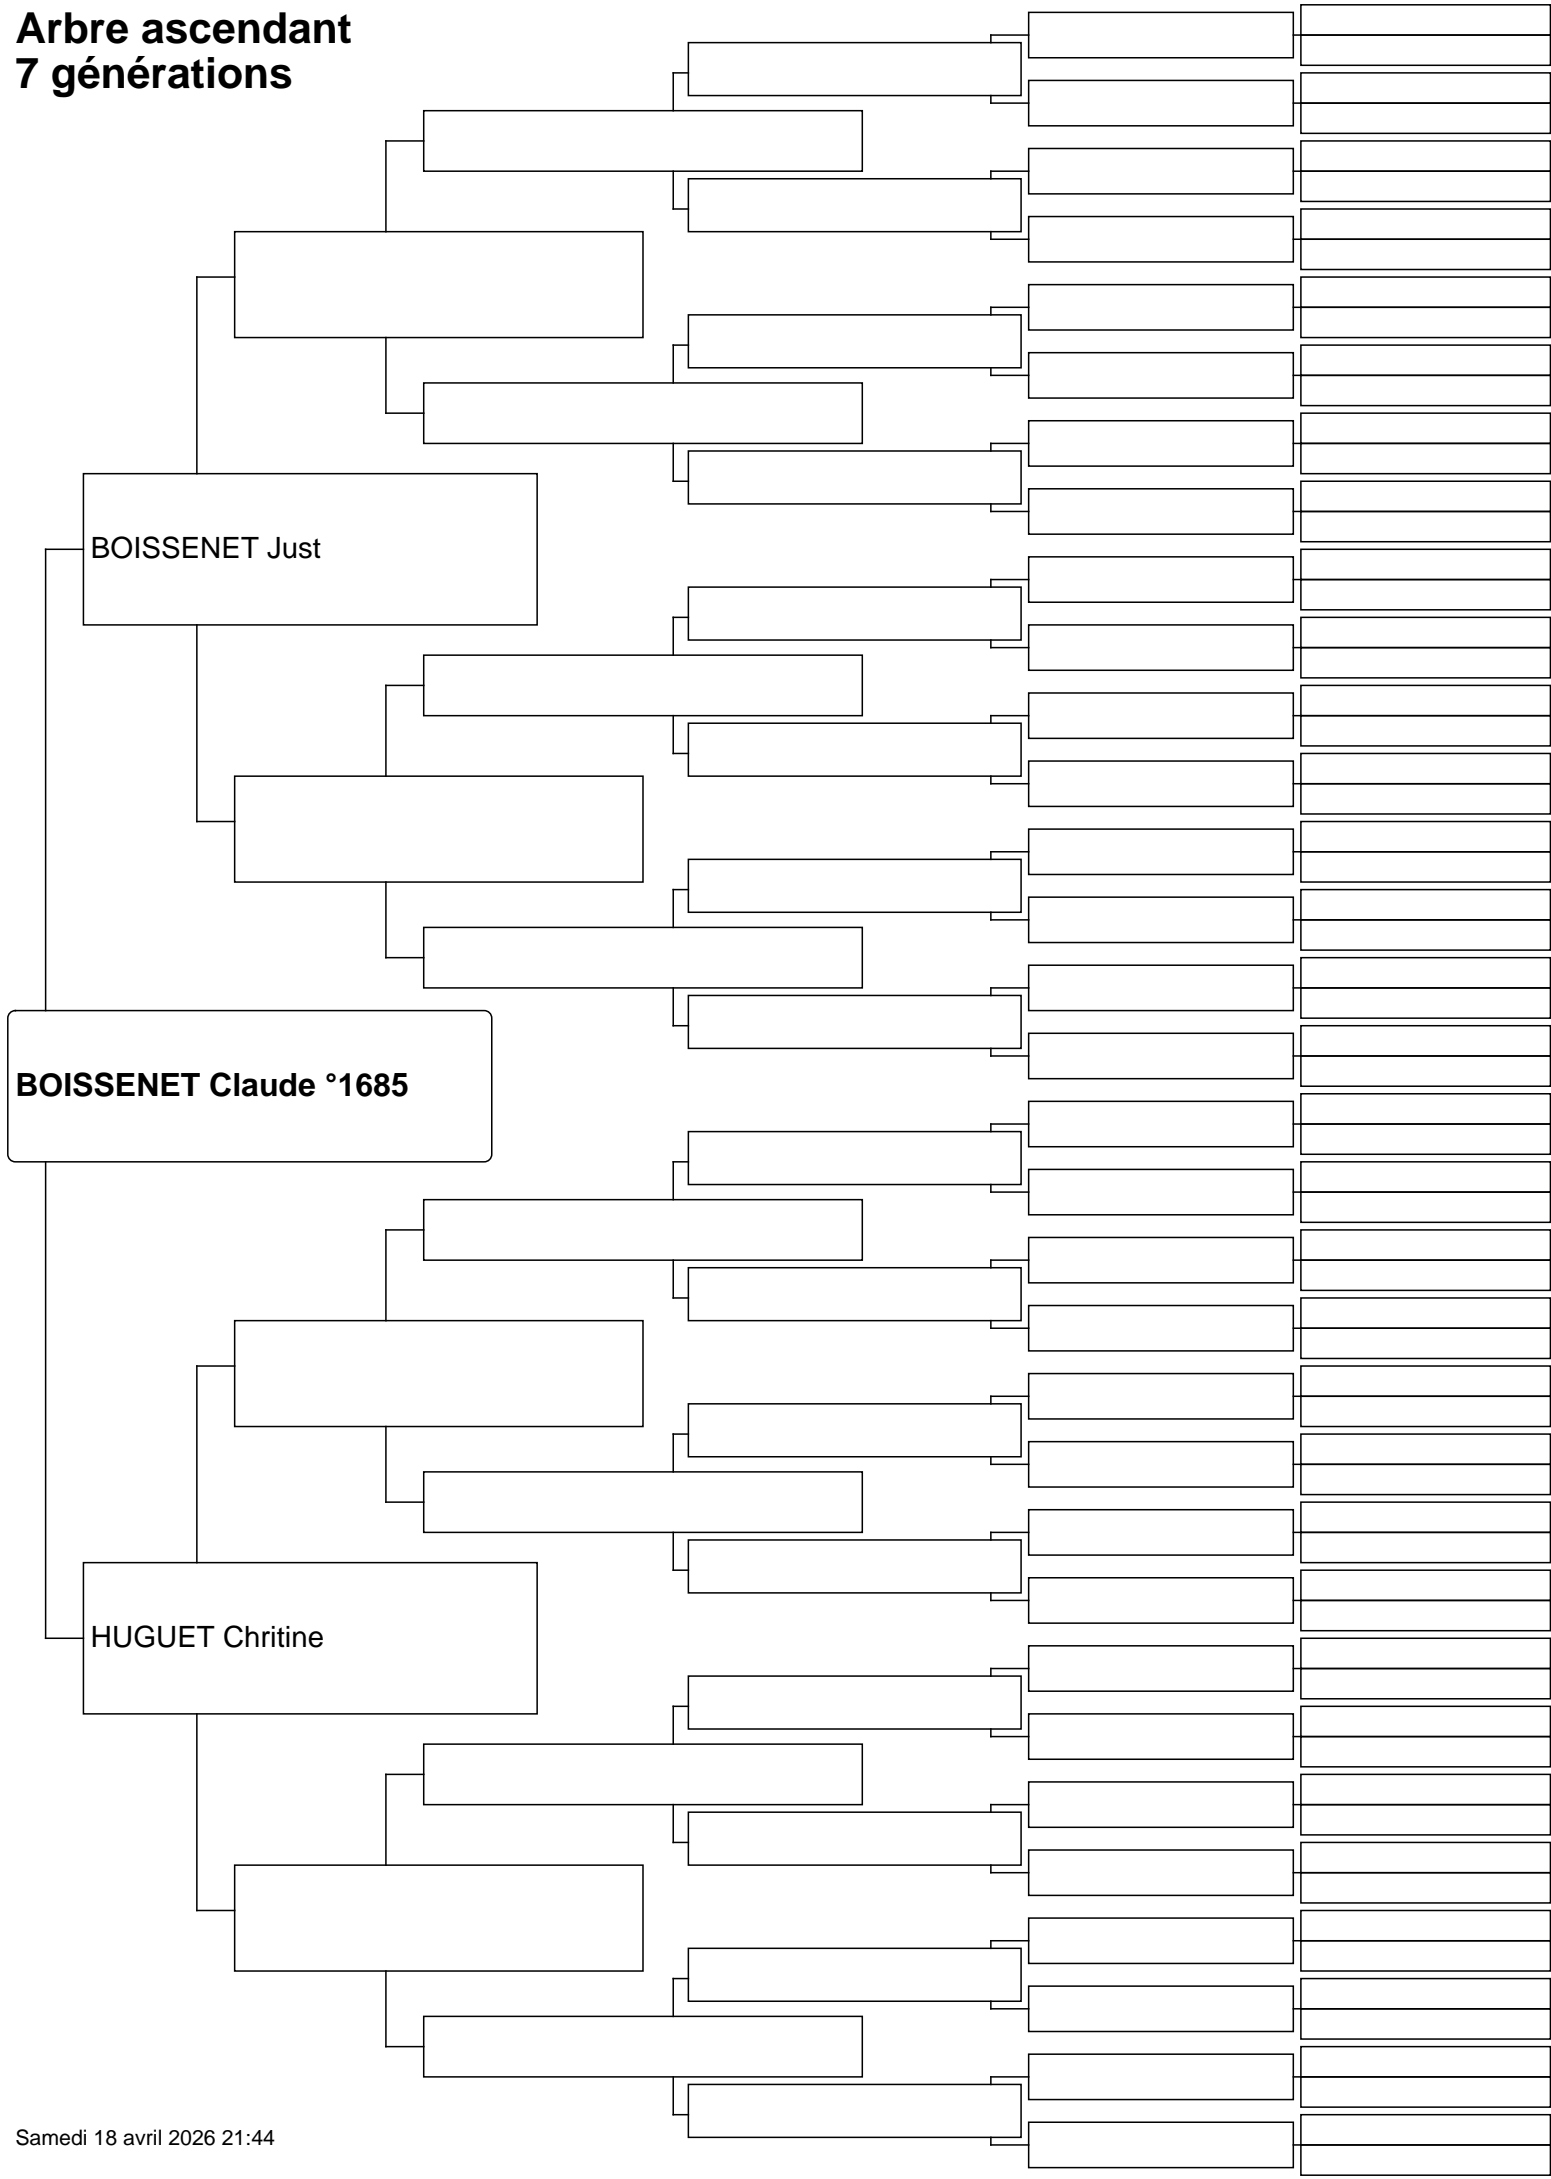 Arbre ascendant
7 générations
BOISSENET Just
BOISSENET Claude °1685
HUGUET Chritine
Samedi 18 avril 2026 21:44